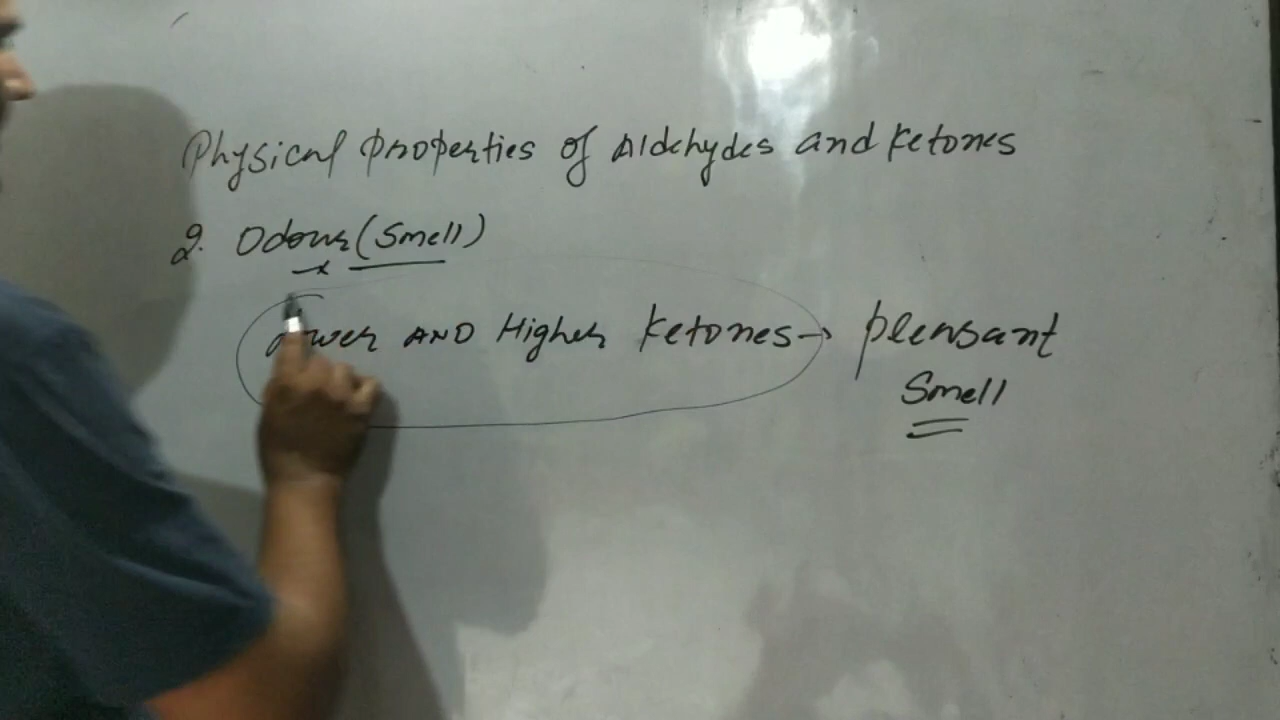 Physical properties of Aldehydes and Ketones
2. Odour (Smell)
Lower AND Higher Ketones → pleasant
Smell